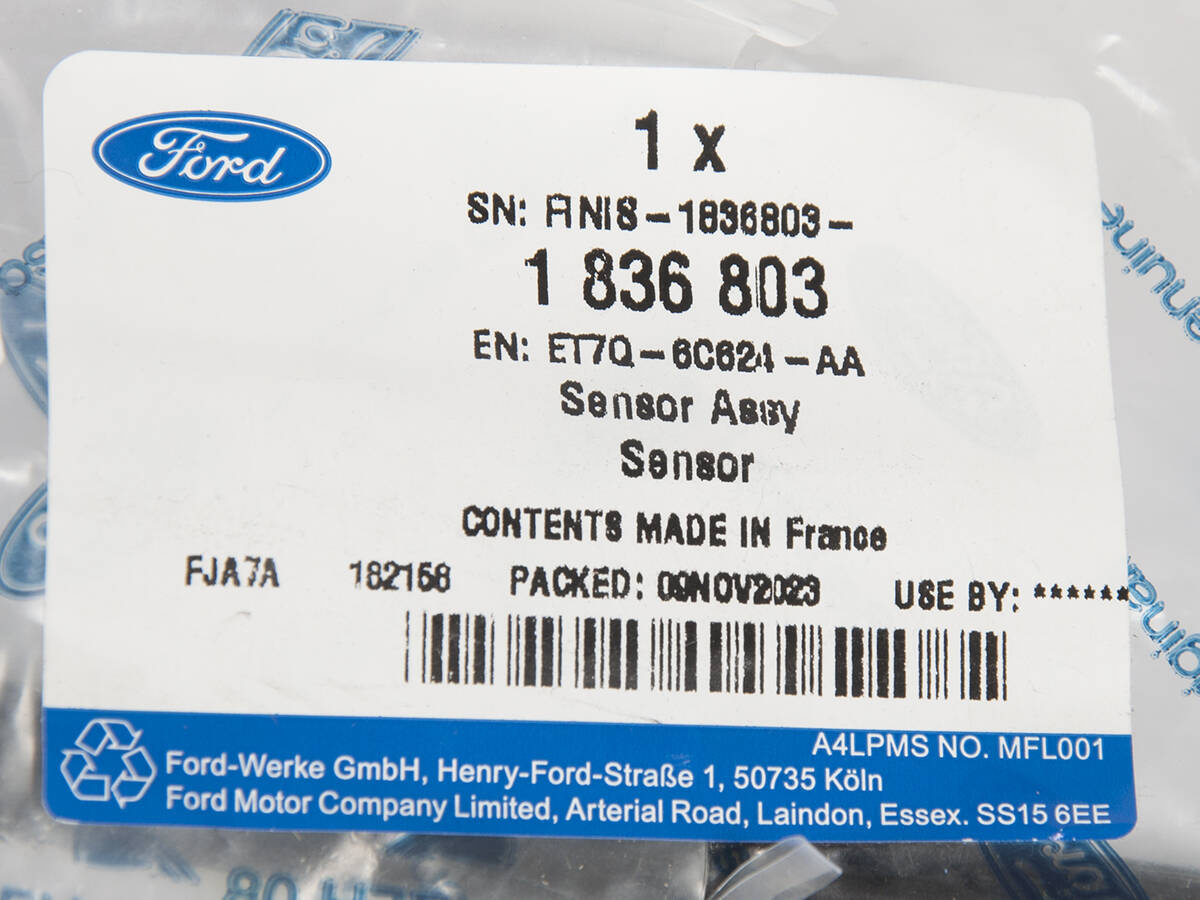 Ford
1 x
SN: FINIS-1836803-
1 836 803
EN: ET7Q-6C624-AA
Sensor Assy
Sensor
CONTENTS MADE IN France
FJA7A 182158 PACKED: 09NOV2023 USE BY: ******
A4LPMS NO. MFL001
Ford-Werke GmbH, Henry-Ford-Straße 1, 50735 Köln
Ford Motor Company Limited, Arterial Road, Laindon, Essex. SS15 6EE